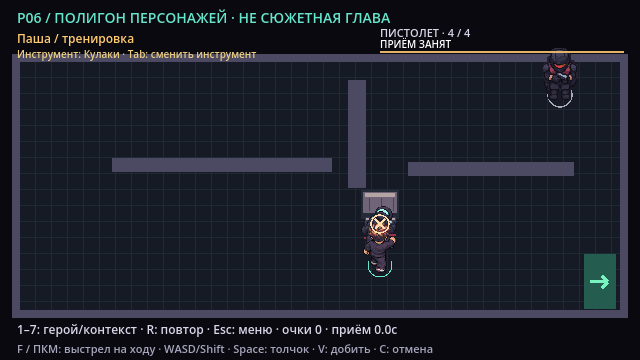 P06 / ПОЛИГОН ПЕРСОНАЖЕЙ · НЕ СЮЖЕТНАЯ ГЛАВА
Паша / тренировка
ПИСТОЛЕТ · 4 / 4
ПРИЁМ ЗАНЯТ
Инструмент: Кулаки · Tab: сменить инструмент
1–7: герой/контекст · R: повтор · Esc: меню · очки 0 · приём 0.0с
F / ПКМ: выстрел на ходу · WASD/Shift · Space: толчок · V: добить · C: отмена